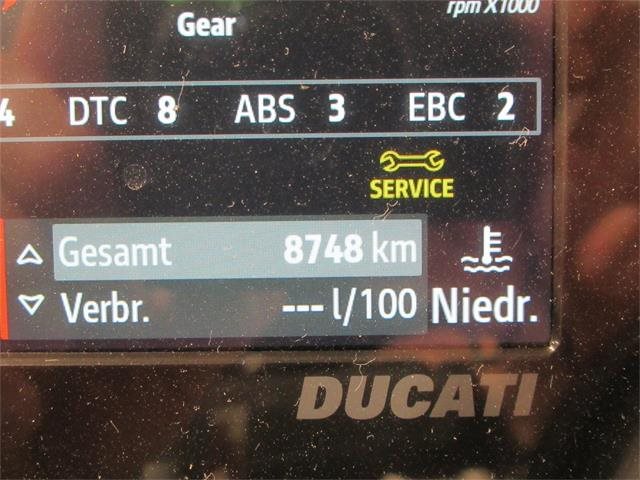 rpm X1000
Gear
4 DTC 8 ABS 3 EBC 2
SERVICE
Gesamt 8748 km
Verbr. --- l/100 Niedr.
DUCATI